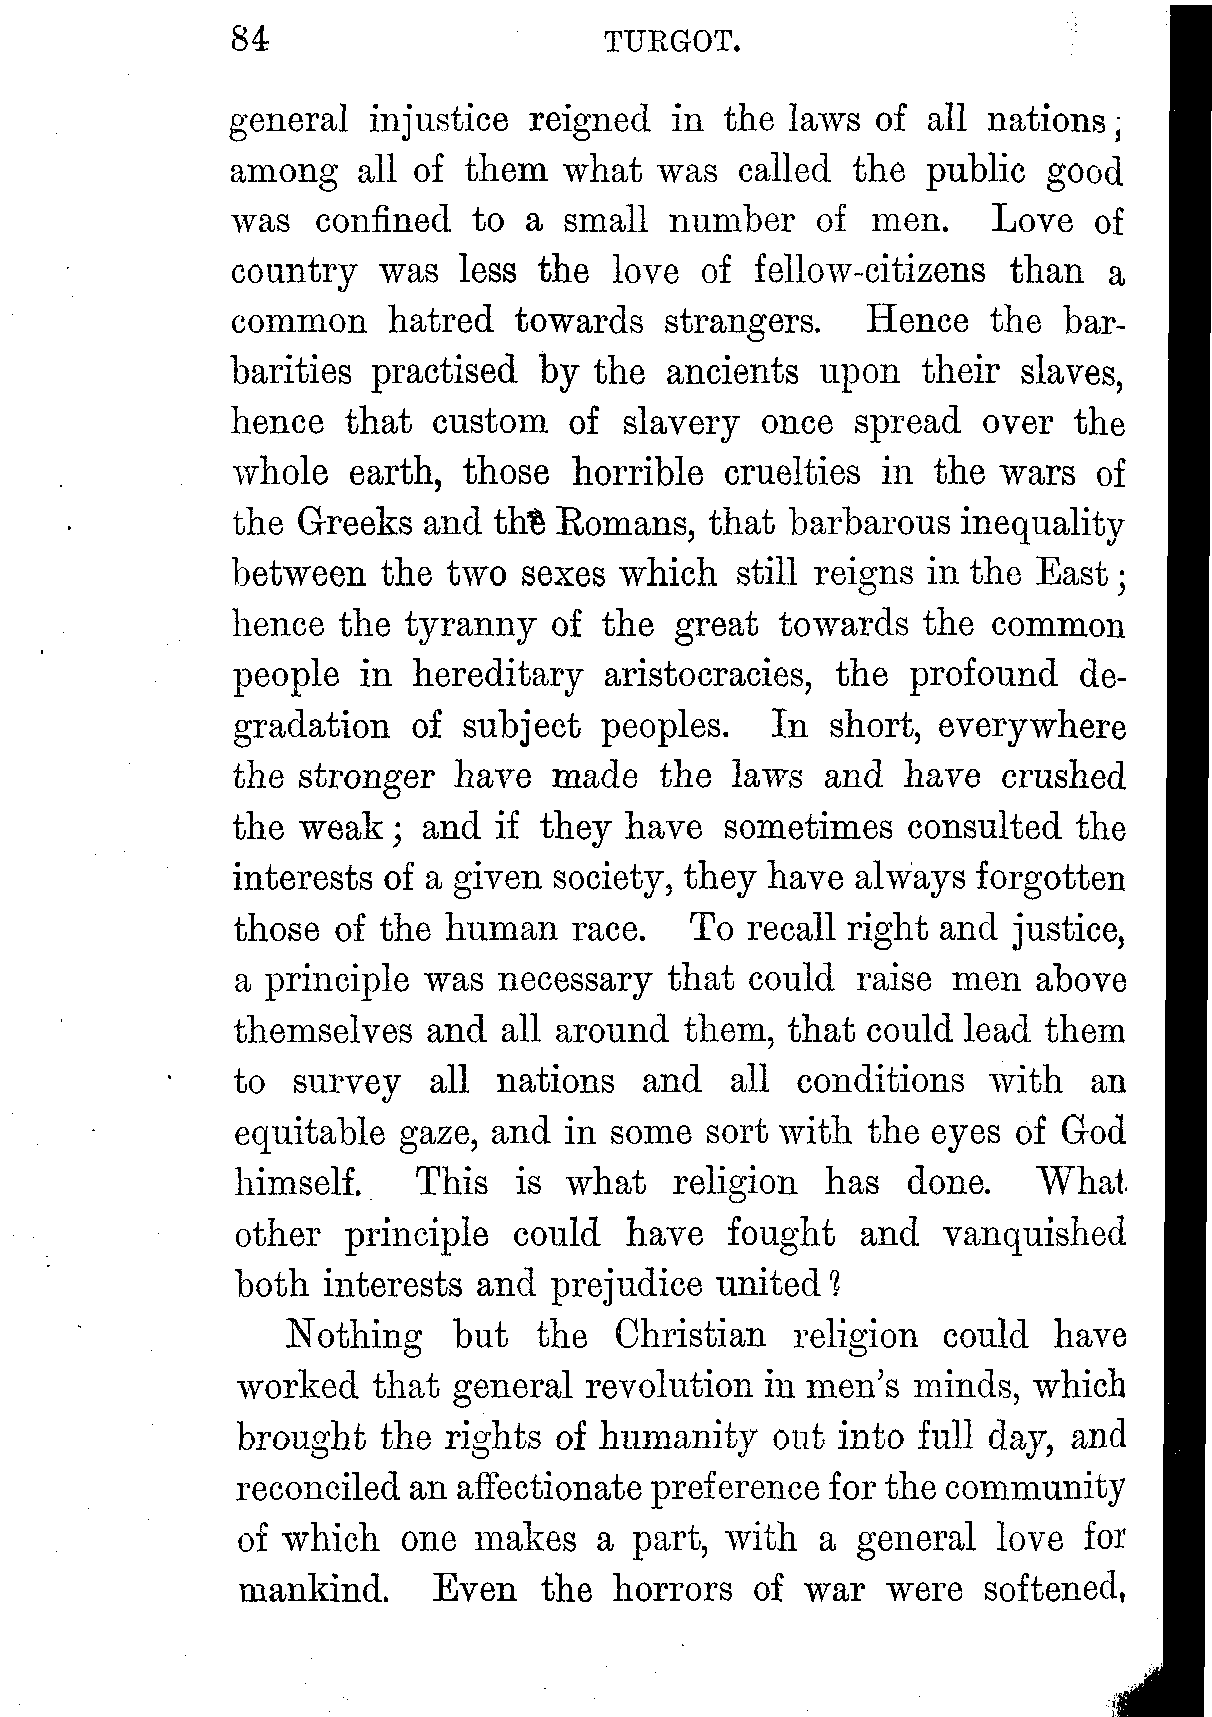 84 TURGOT.
general injustice reigned in the laws of all nations;
among all of them what was called the public good
was confined to a small number of men. Love of
country was less the love of fellow-citizens than a
common hatred towards strangers. Hence the bar-
barities practised by the ancients upon their slaves,
hence that custom of slavery once spread over the
whole earth, those horrible cruelties in the wars of
the Greeks and the Romans, that barbarous inequality
between the two sexes which still reigns in the East;
hence the tyranny of the great towards the common
people in hereditary aristocracies, the profound de-
gradation of subject peoples. In short, everywhere
the stronger have made the laws and have crushed
the weak; and if they have sometimes consulted the
interests of a given society, they have always forgotten
those of the human race. To recall right and justice,
a principle was necessary that could raise men above
themselves and all around them, that could lead them
to survey all nations and all conditions with an
equitable gaze, and in some sort with the eyes of God
himself. This is what religion has done. What
other principle could have fought and vanquished
both interests and prejudice united?
Nothing but the Christian religion could have
worked that general revolution in men's minds, which
brought the rights of humanity out into full day, and
reconciled an affectionate preference for the community
of which one makes a part, with a general love for
mankind. Even the horrors of war were softened,